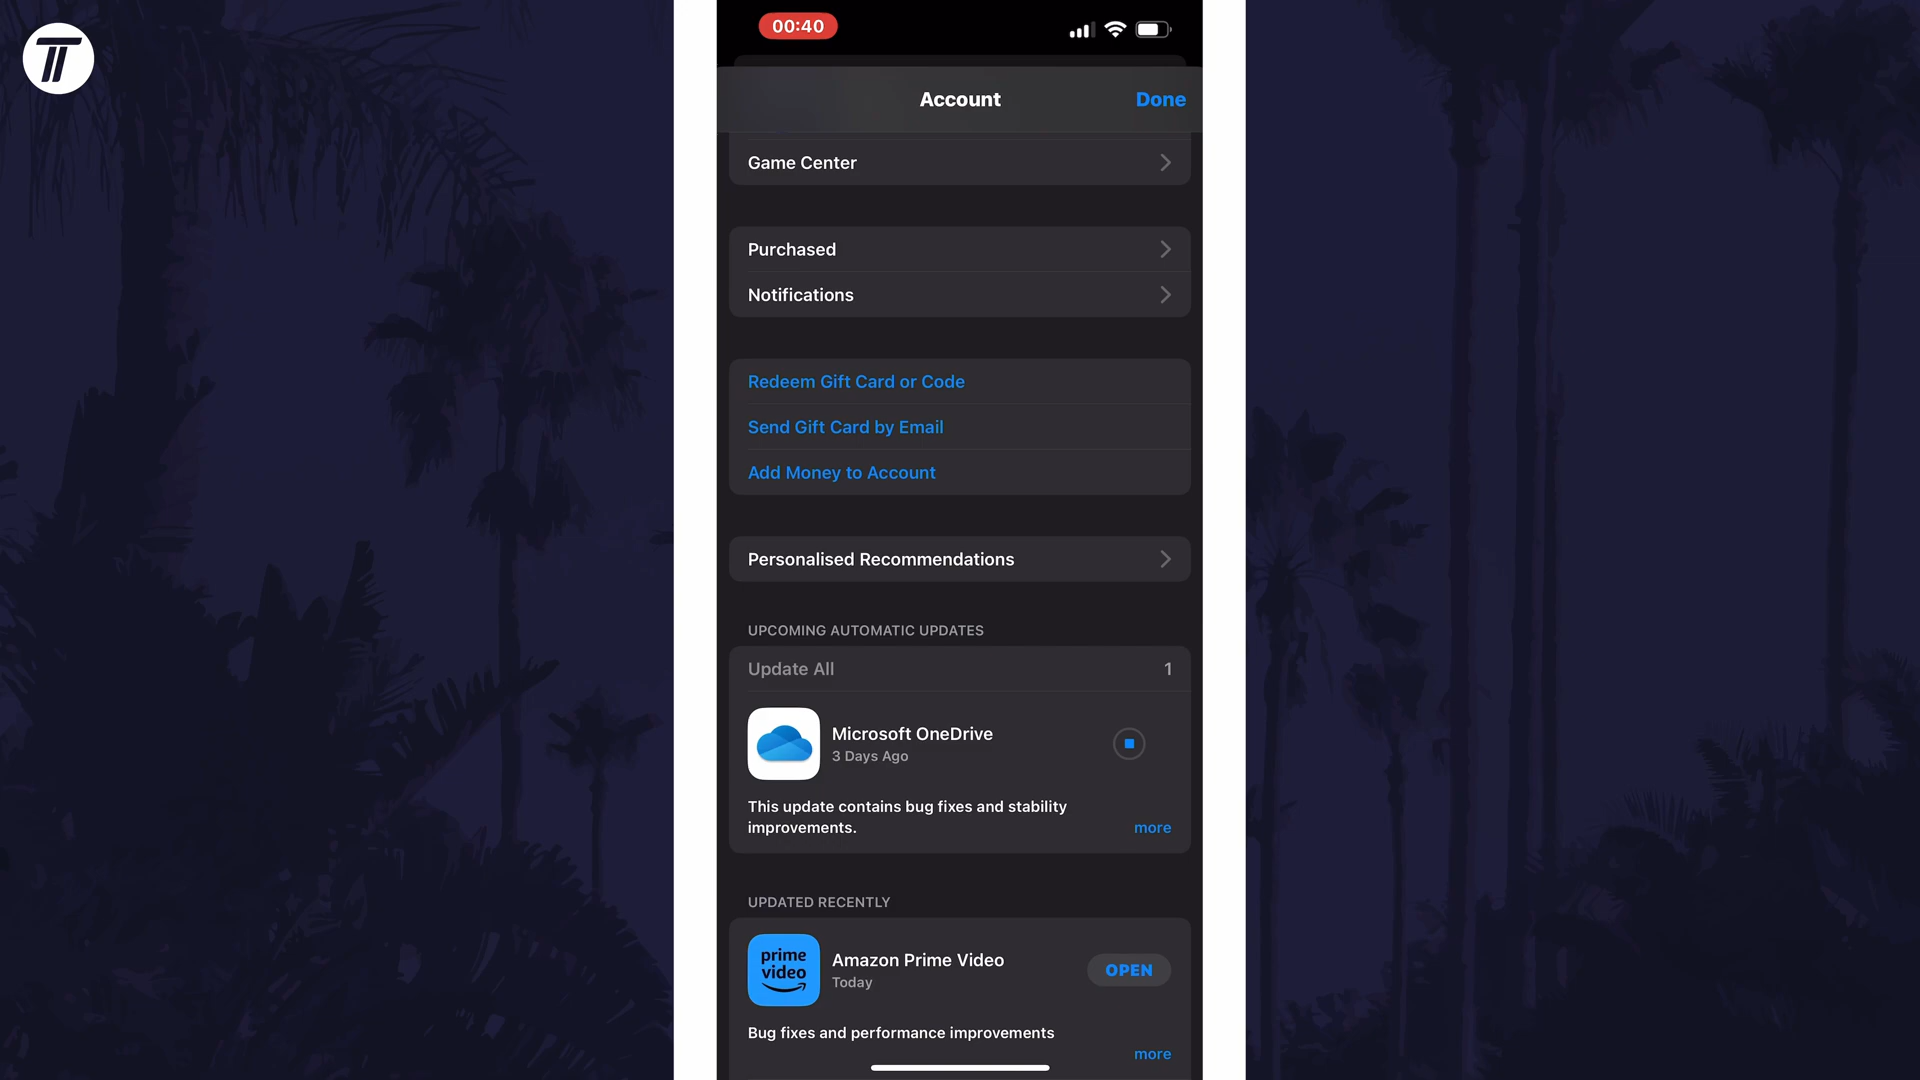 00:40
Account
Done
Game Center
Purchased
Notifications
Redeem Gift Card or Code
Send Gift Card by Email
Add Money to Account
Personalised Recommendations
UPCOMING AUTOMATIC UPDATES
Update All
1
Microsoft OneDrive
3 Days Ago
This update contains bug fixes and stability
improvements.
more
UPDATED RECENTLY
prime
video
Amazon Prime Video
Today
OPEN
Bug fixes and performance improvements
more